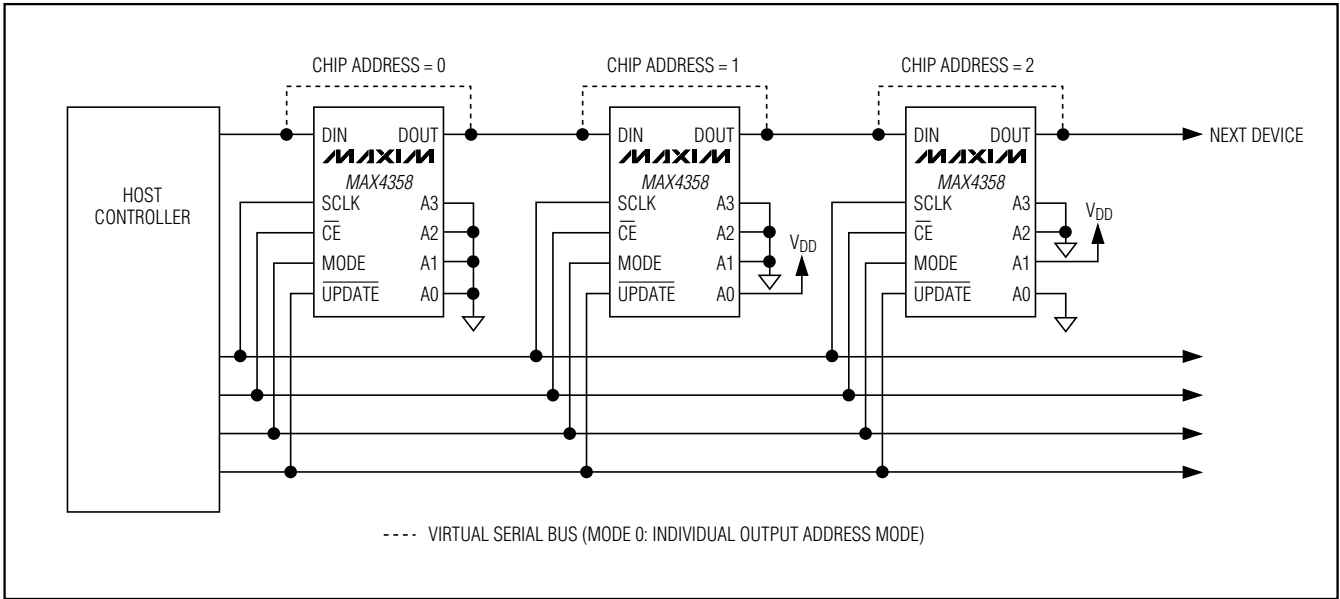 CHIP ADDRESS = 0
CHIP ADDRESS = 1
CHIP ADDRESS = 2
HOST
CONTROLLER
DIN DOUT
MAXIM
MAX4358
SCLK A3
CE A2
MODE A1
UPDATE A0
DIN DOUT
MAXIM
MAX4358
SCLK A3
CE A2
MODE A1
UPDATE A0
VDD
DIN DOUT
MAXIM
MAX4358
SCLK A3
CE A2
MODE A1
UPDATE A0
VDD
NEXT DEVICE
VIRTUAL SERIAL BUS (MODE 0: INDIVIDUAL OUTPUT ADDRESS MODE)